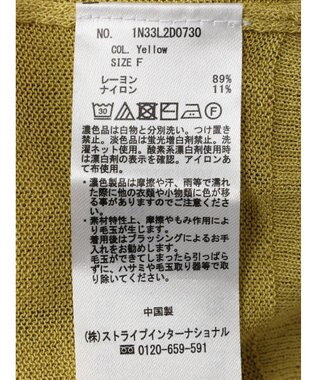 NO. 1N33L2D0730
COL. Yellow
SIZE F
レーヨン 89%
ナイロン 11%
濃色品は白物と分別洗い。つけ置き
禁止。淡色品は蛍光増白剤禁止。洗
濯ネット使用。酸素系漂白剤使用時
は漂白剤の表示を確認。アイロンあ
て布使用。
・濃色製品は摩擦や汗、雨等で濡れ
た際に他の衣類や小物類に色が移
る事がありますのでご注意下さい。
・素材特性上、摩擦やもみ作用によ
り毛玉が生じます。
着用後はブラッシングによるお手
入れをお勧めします。
毛玉ができてしまったら引っぱら
ずに、ハサミや毛玉取り器等で取
り除いてください。
中国製
(株)ストライプインターナショナル
0120-659-591